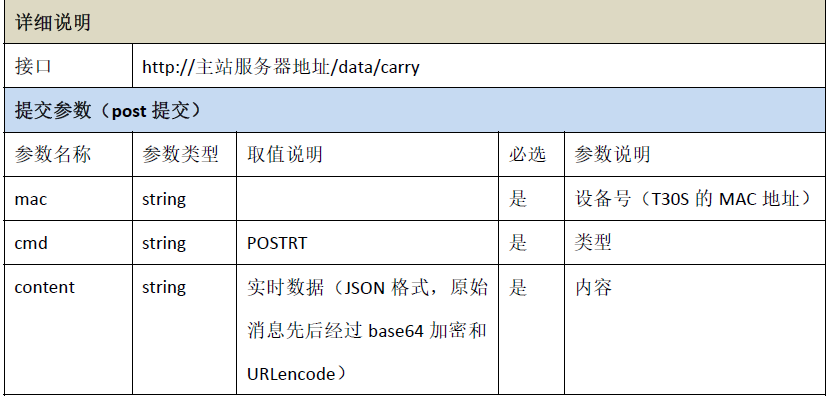 详细说明
接口 http://主站服务器地址/data/carry
提交参数（post 提交）
参数名称 参数类型 取值说明 必选 参数说明
mac string 是 设备号（T30S 的 MAC 地址）
cmd string POSTRT 是 类型
content string 实时数据（JSON 格式，原始 是 内容
消息先后经过 base64 加密和
URLencode）